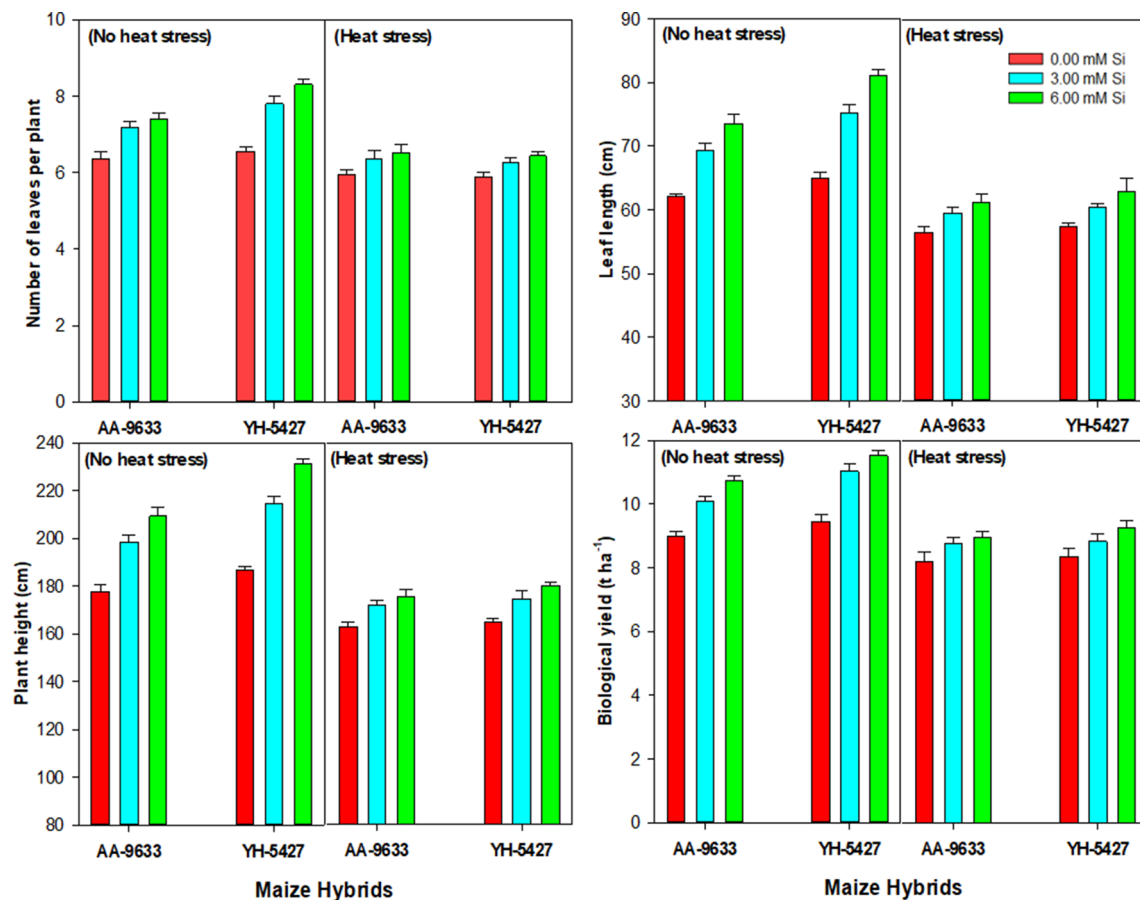 Number of leaves per plant
10
8
6
4
2
0
(No heat stress)
(Heat stress)
AA-9633
YH-5427
AA-9633
YH-5427
Leaf length (cm)
90
80
70
60
50
40
30
(No heat stress)
(Heat stress)
0.00 mM Si
3.00 mM Si
6.00 mM Si
AA-9633
YH-5427
AA-9633
YH-5427
Plant height (cm)
240
220
200
180
160
140
120
100
80
(No heat stress)
(Heat stress)
AA-9633
YH-5427
AA-9633
YH-5427
Maize Hybrids
Biological yield (t ha⁻¹)
12
10
8
6
4
2
0
(No heat stress)
(Heat stress)
AA-9633
YH-5427
AA-9633
YH-5427
Maize Hybrids